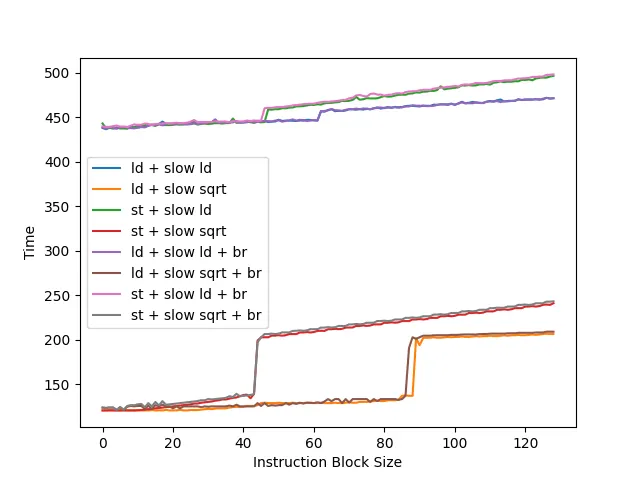 500
450
400
350
300
250
200
150
Time
ld + slow ld
ld + slow sqrt
st + slow ld
st + slow sqrt
ld + slow ld + br
ld + slow sqrt + br
st + slow ld + br
st + slow sqrt + br
0 20 40 60 80 100 120
Instruction Block Size